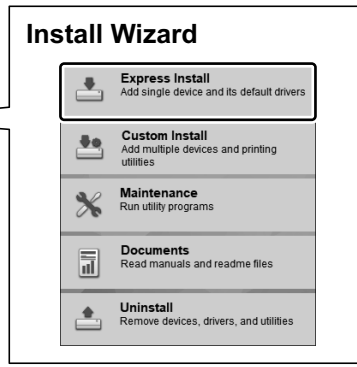 Install Wizard
Express Install
Add single device and its default drivers
Custom Install
Add multiple devices and printing
utilities
Maintenance
Run utility programs
Documents
Read manuals and readme files
Uninstall
Remove devices, drivers, and utilities